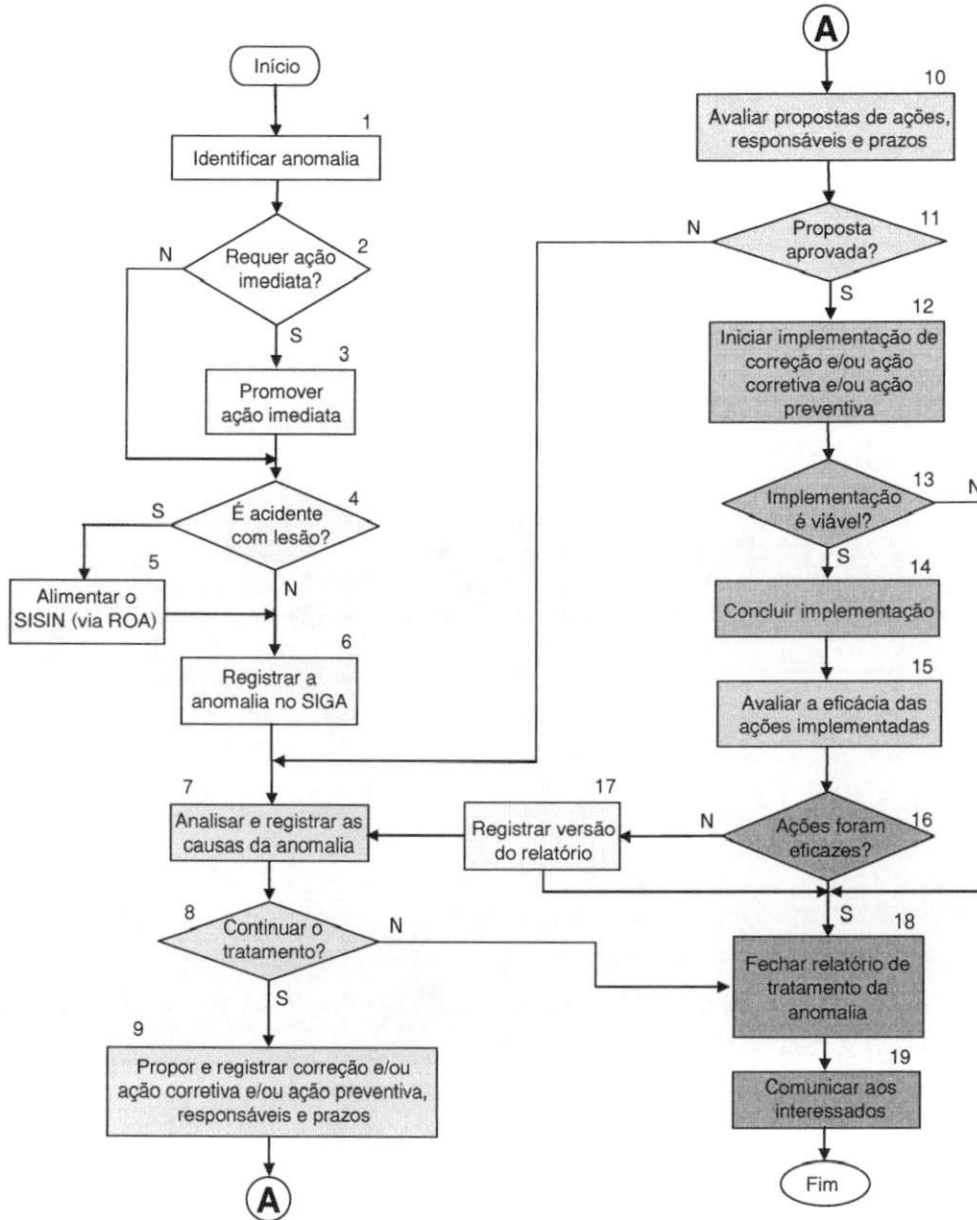 Início
1
Identificar anomalia
2
Requer ação
imediata?
N
S
3
Promover
ação imediata
4
É acidente
com lesão?
S
N
5
Alimentar o
SISIN (via ROA)
6
Registrar a
anomalia no SIGA
7
Analisar e registrar as
causas da anomalia
8
Continuar o
tratamento?
N
S
9
Propor e registrar correção e/ou
ação corretiva e/ou ação preventiva,
responsáveis e prazos
A
A
10
Avaliar propostas de ações,
responsáveis e prazos
11
Proposta
aprovada?
N
S
12
Iniciar implementação de
correção e/ou ação
corretiva e/ou ação
preventiva
13
Implementação
é viável?
N
S
14
Concluir implementação
15
Avaliar a eficácia das
ações implementadas
16
Ações foram
eficazes?
N
S
17
Registrar versão
do relatório
18
Fechar relatório de
tratamento da
anomalia
19
Comunicar aos
interessados
Fim